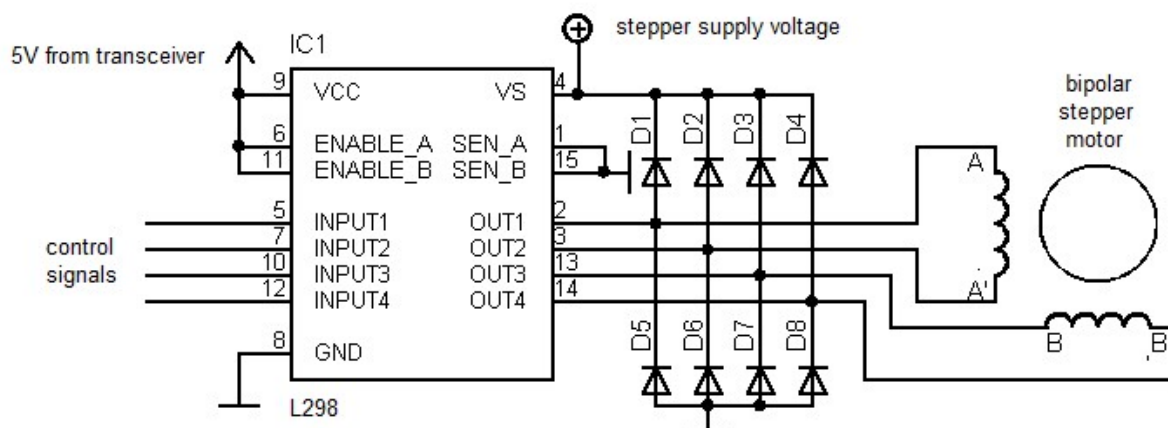 5V from transceiver
IC1
stepper supply voltage
9
VCC
VS
4
6
ENABLE_A
SEN_A
1
11
ENABLE_B
SEN_B
15
5
INPUT1
OUT1
2
7
INPUT2
OUT2
3
10
INPUT3
OUT3
13
12
INPUT4
OUT4
14
8
GND
L298
control
signals
D1
D2
D3
D4
D5
D6
D7
D8
bipolar
stepper
motor
A
A'
B
B'